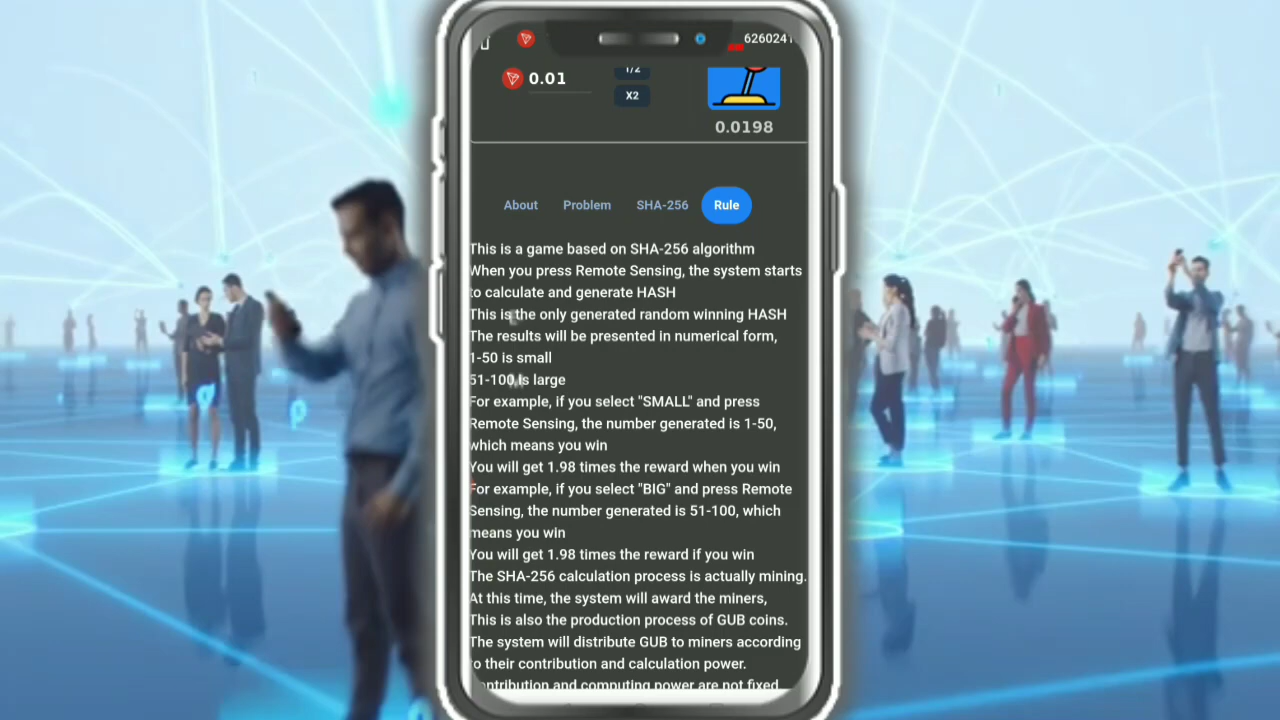 6260241
0.01
1/2
X2
0.0198
About Problem SHA-256 Rule
This is a game based on SHA-256 algorithm
When you press Remote Sensing, the system starts
to calculate and generate HASH
This is the only generated random winning HASH
The results will be presented in numerical form,
1-50 is small
51-100 is large
For example, if you select "SMALL" and press
Remote Sensing, the number generated is 1-50,
which means you win
You will get 1.98 times the reward when you win
For example, if you select "BIG" and press Remote
Sensing, the number generated is 51-100, which
means you win
You will get 1.98 times the reward if you win
The SHA-256 calculation process is actually mining.
At this time, the system will award the miners,
This is also the production process of GUB coins.
The system will distribute GUB to miners according
to their contribution and calculation power.
contribution and computing power are not fixed